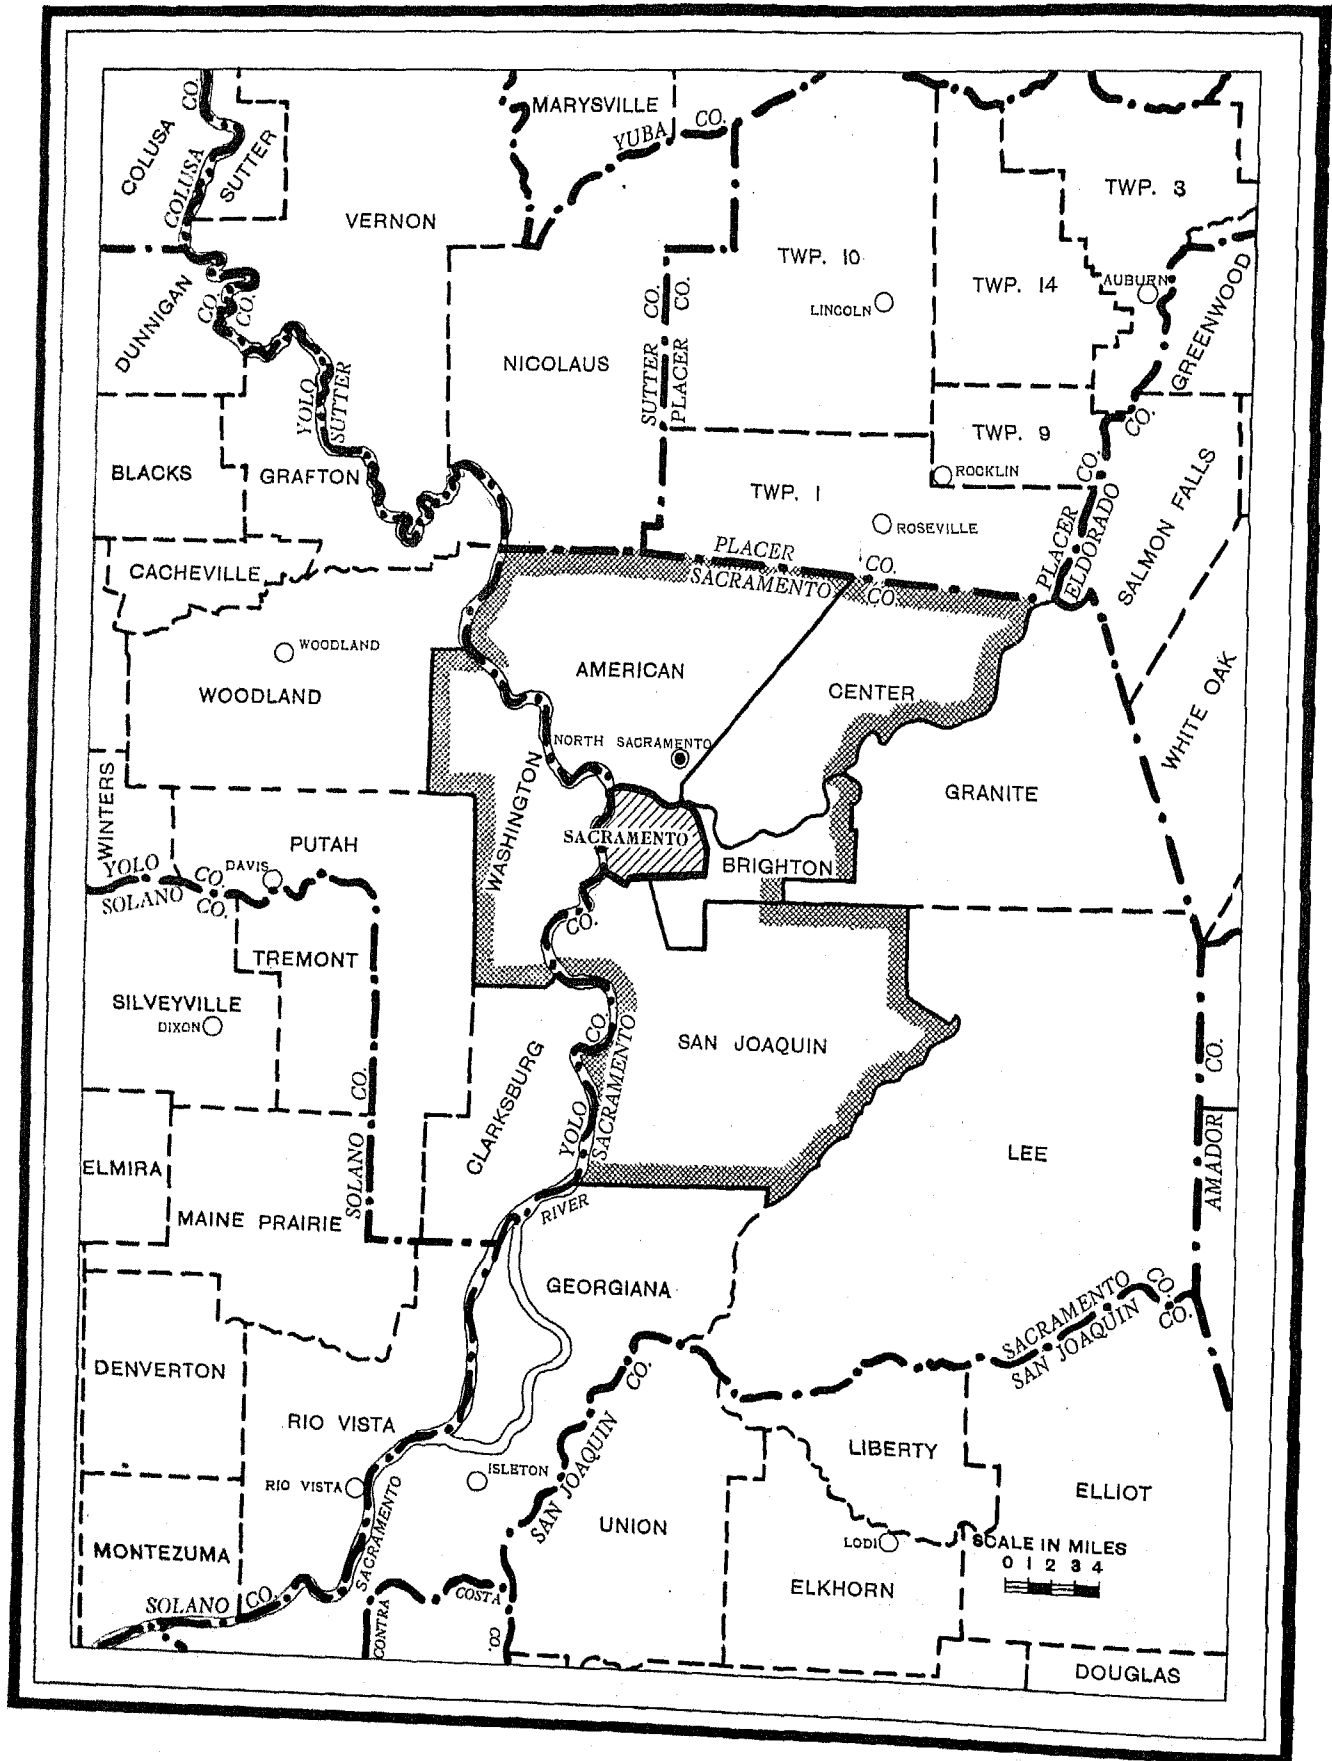 MARYSVILLE
YUBA CO.
COLUSA
CO.
COLUSA
SUTTER
VERNON
TWP. 3
TWP. 10
TWP. 14
AUBURN
LINCOLN
GREENWOOD
DUNNIGAN
CO.
CO.
CO.
CO.
SUTTER
PLACER
NICOLAUS
YOLO
SUTTER
TWP. 9
CO.
BLACKS
GRAFTON
ROCKLIN
CO.
TWP. 1
ROSEVILLE
PLACER
ELDORADO
SALMON FALLS
PLACER
CO.
SACRAMENTO
CO.
CACHEVILLE
WOODLAND
WOODLAND
AMERICAN
CENTER
WHITE OAK
NORTH SACRAMENTO
WASHINGTON
GRANITE
WINTERS
PUTAH
SACRAMENTO
BRIGHTON
YOLO
CO.
SOLANO
CO.
DAVIS
CO.
TREMONT
SILVEYVILLE
DIXON
CO.
SAN JOAQUIN
CLARKSBURG
YOLO
SACRAMENTO
CO.
CO.
AMADOR
SOLANO
ELMIRA
LEE
MAINE PRAIRIE
RIVER
GEORGIANA
SACRAMENTO CO.
SAN JOAQUIN CO.
DENVERTON
CO.
RIO VISTA
SAN JOAQUIN
LIBERTY
ISLETON
RIO VISTA
ELLIOT
UNION
SACRAMENTO
LODI
SCALE IN MILES
0 1 2 3 4
MONTEZUMA
ELKHORN
SOLANO CO.
CONTRA
COSTA
CO.
DOUGLAS